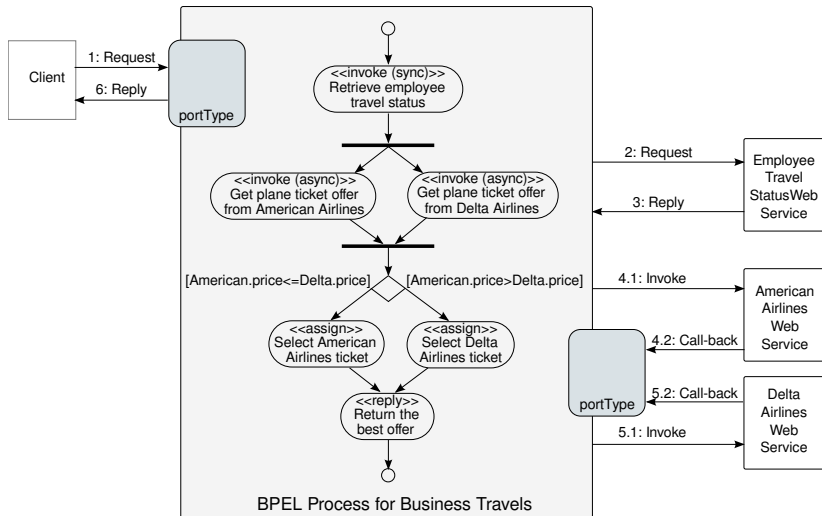 Client
1: Request
6: Reply
portType
<<invoke (sync)>>
Retrieve employee
travel status
<<invoke (async)>>
Get plane ticket offer
from American Airlines
<<invoke (async)>>
Get plane ticket offer
from Delta Airlines
[American.price<=Delta.price]
[American.price>Delta.price]
<<assign>>
Select American
Airlines ticket
<<assign>>
Select Delta
Airlines ticket
<<reply>>
Return the
best offer
BPEL Process for Business Travels
2: Request
3: Reply
Employee
Travel
StatusWeb
Service
4.1: Invoke
4.2: Call-back
American
Airlines
Web
Service
portType
5.2: Call-back
5.1: Invoke
Delta
Airlines
Web
Service